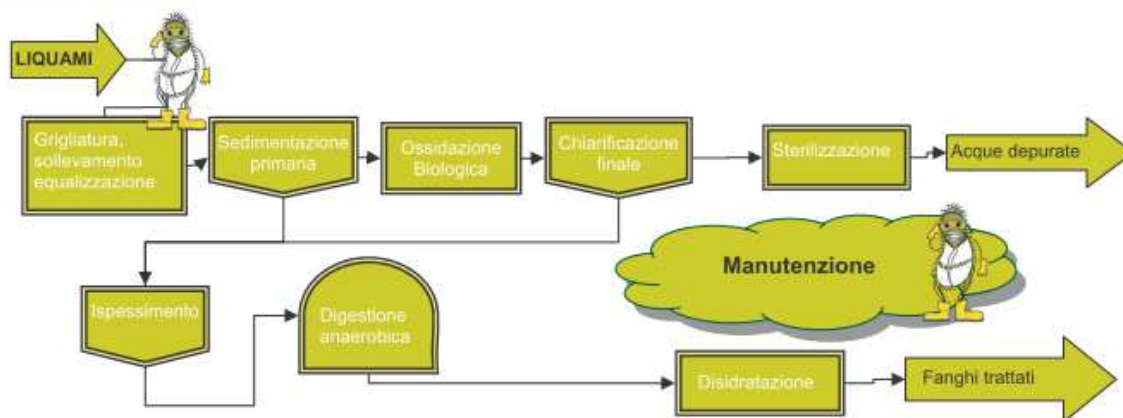 LIQUAMI
Grigliatura,
sollevamento
equalizzazione
Sedimentazione
primaria
Ossidazione
Biologica
Chiarificazione
finale
Sterilizzazione
Acque depurate
Manutenzione
Ispessimento
Digestione
anaerobica
Disidratazione
Fanghi trattati